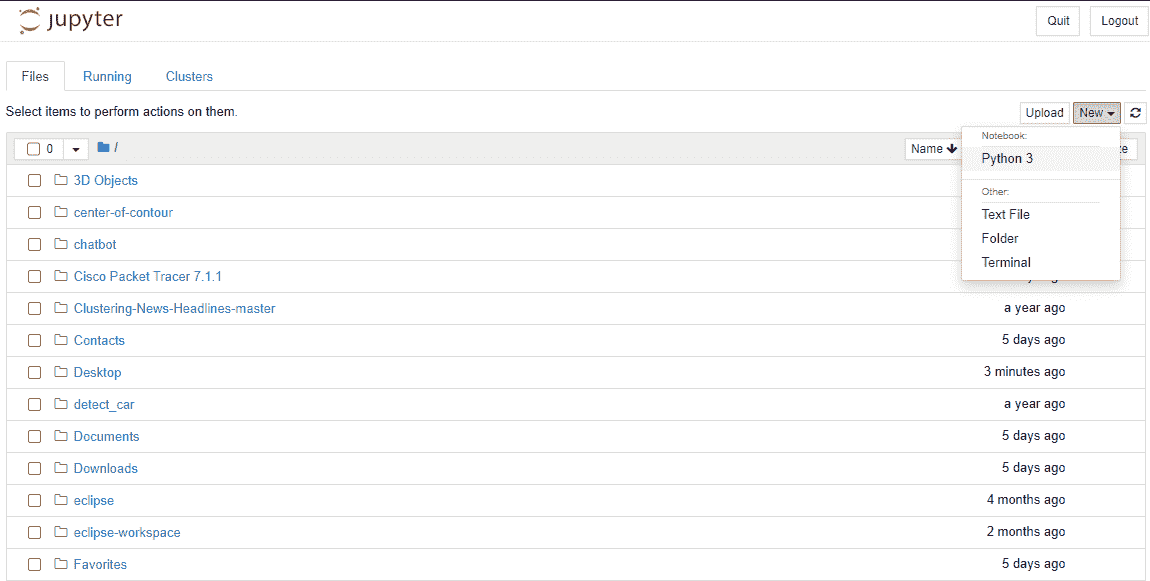 jupyter
Quit
Logout
Files
Running
Clusters
Select items to perform actions on them.
Upload
New
0
/
Name
Notebook:
Python 3
Other:
Text File
Folder
Terminal
3D Objects
center-of-contour
chatbot
Cisco Packet Tracer 7.1.1
Clustering-News-Headlines-master
a year ago
Contacts
5 days ago
Desktop
3 minutes ago
detect_car
a year ago
Documents
5 days ago
Downloads
5 days ago
eclipse
4 months ago
eclipse-workspace
2 months ago
Favorites
5 days ago